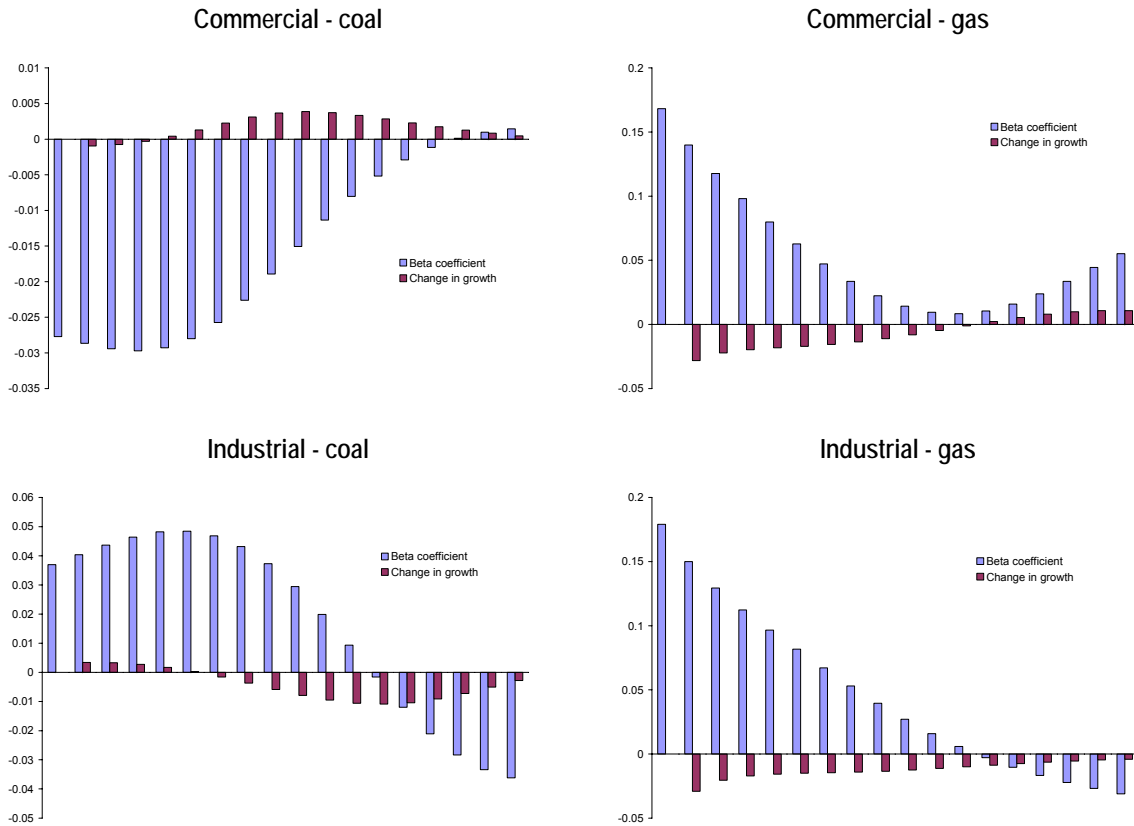 Commercial - coal
0.01
0.005
0
-0.005
-0.01
-0.015
-0.02
-0.025
-0.03
-0.035
Beta coefficient
Change in growth
Commercial - gas
0.2
0.15
0.1
0.05
0
-0.05
Beta coefficient
Change in growth
Industrial - coal
0.06
0.05
0.04
0.03
0.02
0.01
0
-0.01
-0.02
-0.03
-0.04
-0.05
Beta coefficient
Change in growth
Industrial - gas
0.2
0.15
0.1
0.05
0
-0.05
Beta coefficient
Change in growth